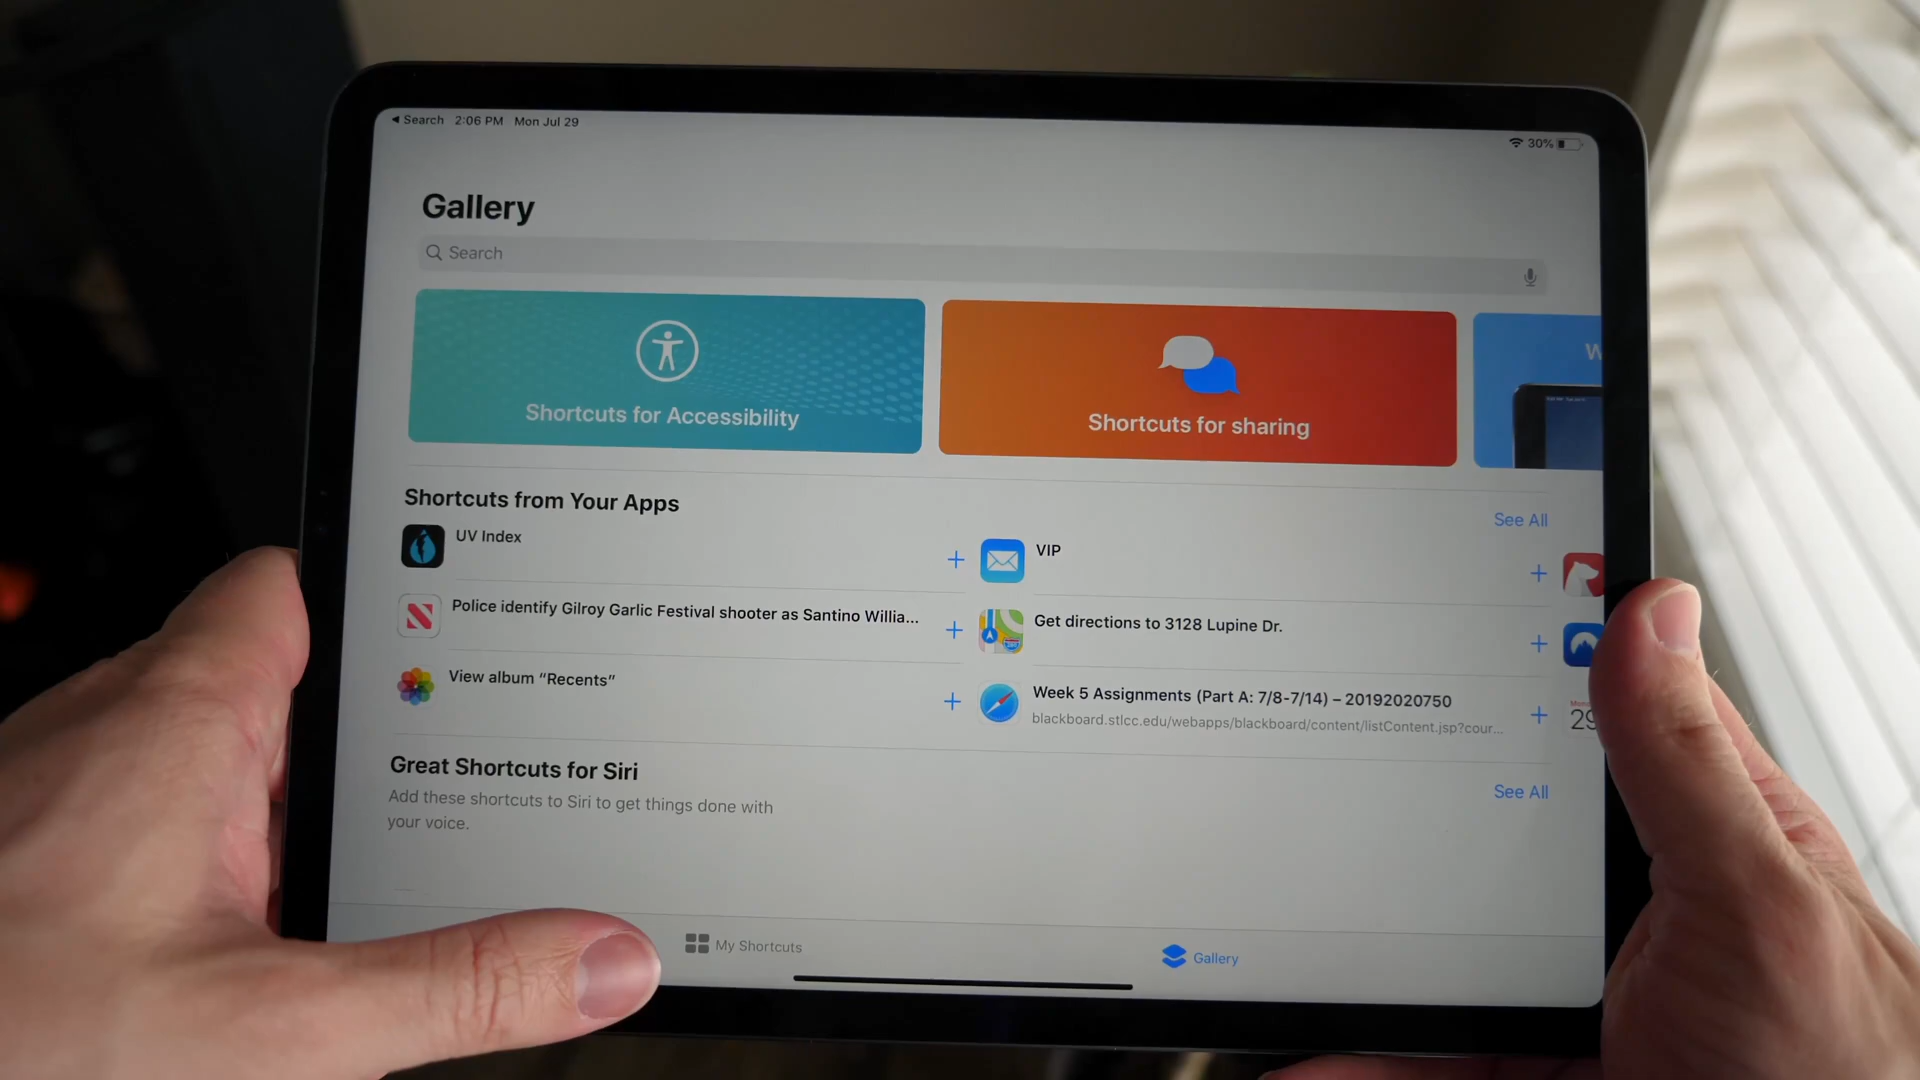 Search 2:06 PM Mon Jul 29
30%
Gallery
Search
Shortcuts for Accessibility
Shortcuts for sharing
W
Shortcuts from Your Apps
See All
UV Index
VIP
Police identify Gilroy Garlic Festival shooter as Santino Willia...
Get directions to 3128 Lupine Dr.
View album “Recents”
Week 5 Assignments (Part A: 7/8-7/14) – 20192020750
blackboard.stlcc.edu/webapps/blackboard/content/listContent.jsp?cour...
29
Great Shortcuts for Siri
See All
Add these shortcuts to Siri to get things done with
your voice.
My Shortcuts
Gallery